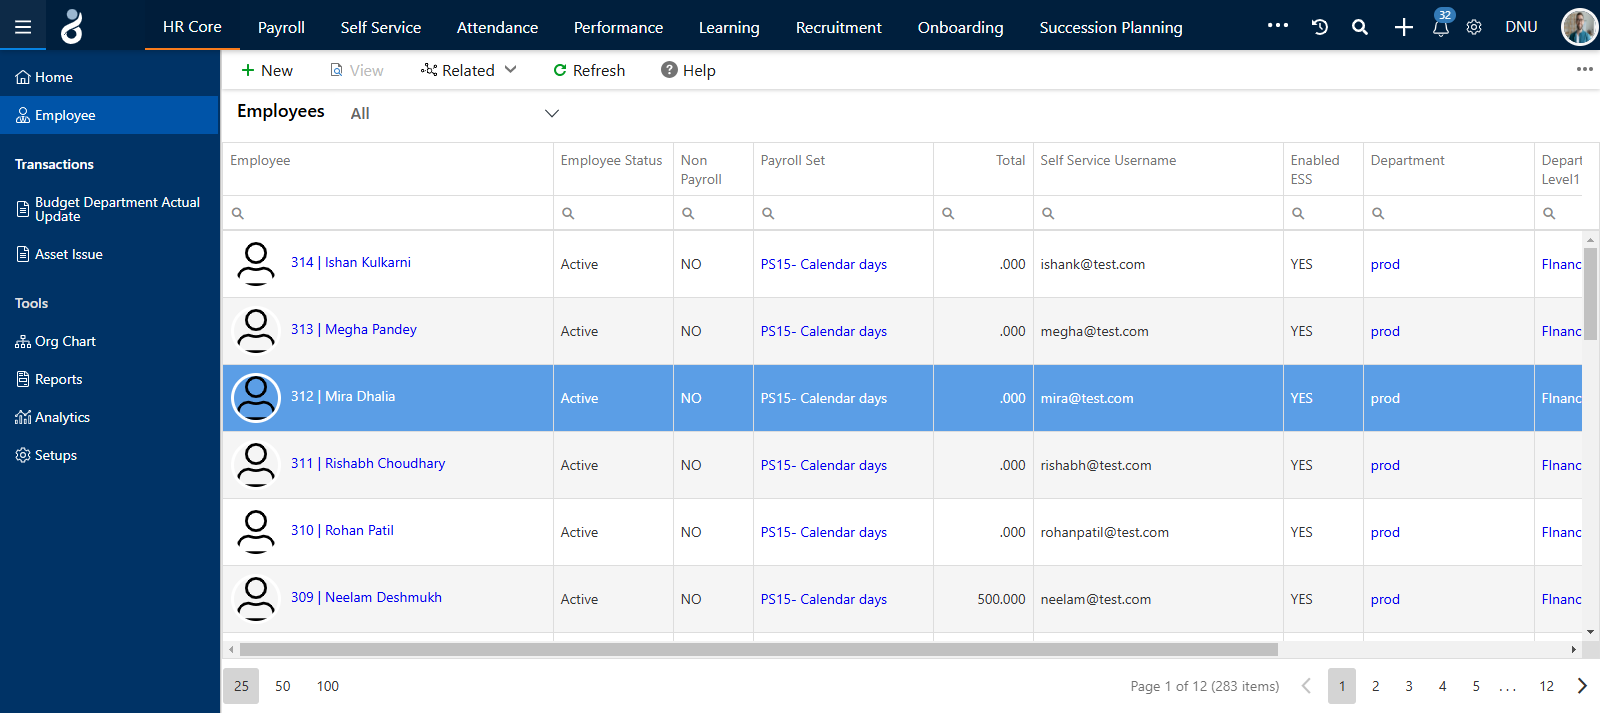 HR Core Payroll Self Service Attendance Performance Learning Recruitment Onboarding Succession Planning 32 DNU
Home
Employee
Transactions
Budget Department Actual
Update
Asset Issue
Tools
Org Chart
Reports
Analytics
Setups
New View Related Refresh Help
Employees All
Employee Employee Status Non Payroll Set Total Self Service Username Enabled Department Depart
Payroll ESS Level1
314 | Ishan Kulkarni Active NO PS15- Calendar days .000 ishank@test.com YES prod FInanc
313 | Megha Pandey Active NO PS15- Calendar days .000 megha@test.com YES prod FInanc
312 | Mira Dhalia Active NO PS15- Calendar days .000 mira@test.com YES prod FInanc
311 | Rishabh Choudhary Active NO PS15- Calendar days .000 rishabh@test.com YES prod FInanc
310 | Rohan Patil Active NO PS15- Calendar days .000 rohanpatil@test.com YES prod FInanc
309 | Neelam Deshmukh Active NO PS15- Calendar days 500.000 neelam@test.com YES prod FInanc
25 50 100 Page 1 of 12 (283 items) 1 2 3 4 5 ... 12